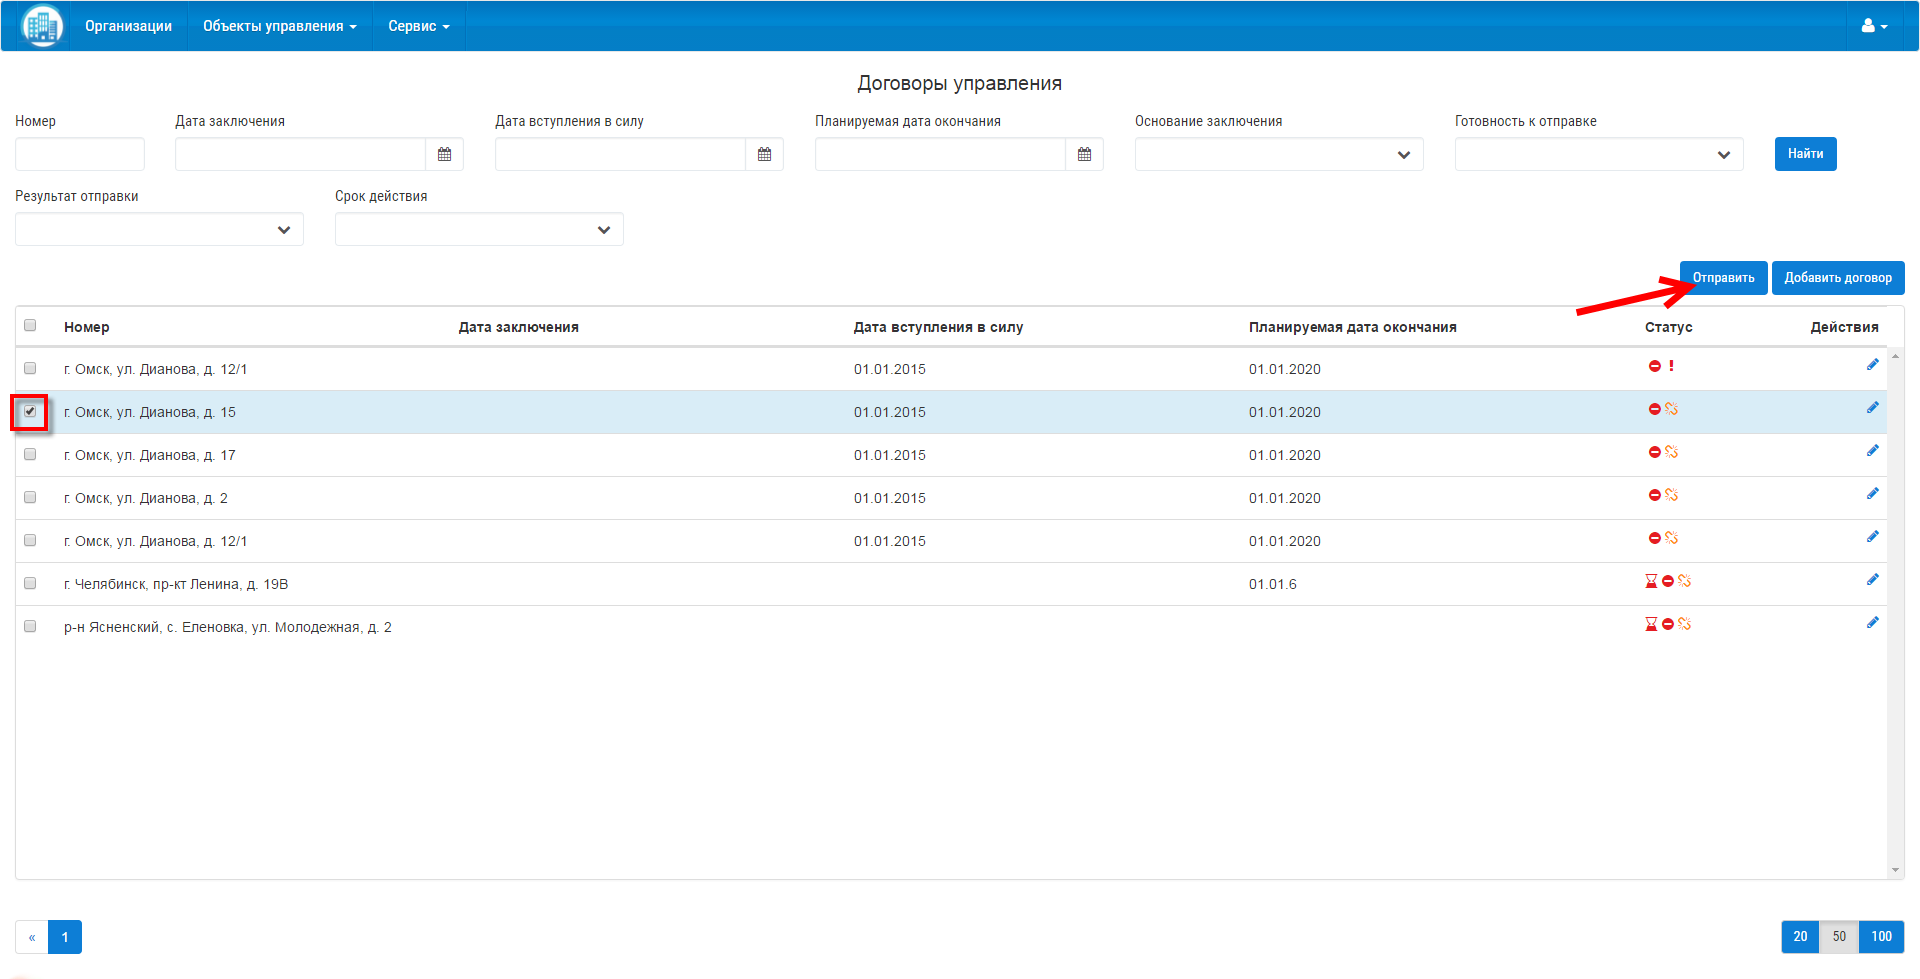 Организации Объекты управления Сервис
Договоры управления
Номер Дата заключения Дата вступления в силу Планируемая дата окончания Основание заключения Готовность к отправке
Найти
Результат отправки Срок действия
Отправить Добавить договор
Номер Дата заключения Дата вступления в силу Планируемая дата окончания Статус Действия
г. Омск, ул. Дианова, д. 12/1 01.01.2015 01.01.2020
г. Омск, ул. Дианова, д. 15 01.01.2015 01.01.2020
г. Омск, ул. Дианова, д. 17 01.01.2015 01.01.2020
г. Омск, ул. Дианова, д. 2 01.01.2015 01.01.2020
г. Омск, ул. Дианова, д. 12/1 01.01.2015 01.01.2020
г. Челябинск, пр-кт Ленина, д. 19В 01.01.6
р-н Ясненский, с. Еленовка, ул. Молодежная, д. 2
« 1 20 50 100